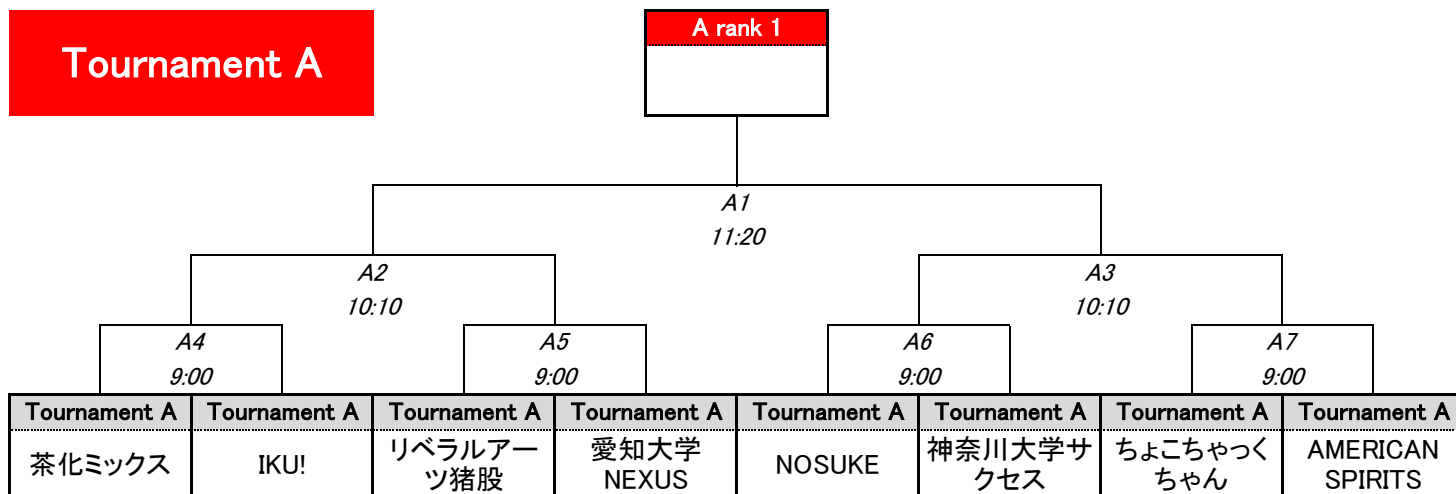 Tournament A
A rank 1
A1
11:20
A2
A3
10:10
10:10
A4
A5
A6
A7
9:00
9:00
9:00
9:00
Tournament A
Tournament A
Tournament A
Tournament A
Tournament A
Tournament A
Tournament A
Tournament A
茶化ミックス
IKU!
リベラルアー
ツ猪股
愛知大学
NEXUS
NOSUKE
神奈川大学サ
クセス
ちょこちゃっく
ちゃん
AMERICAN
SPIRITS